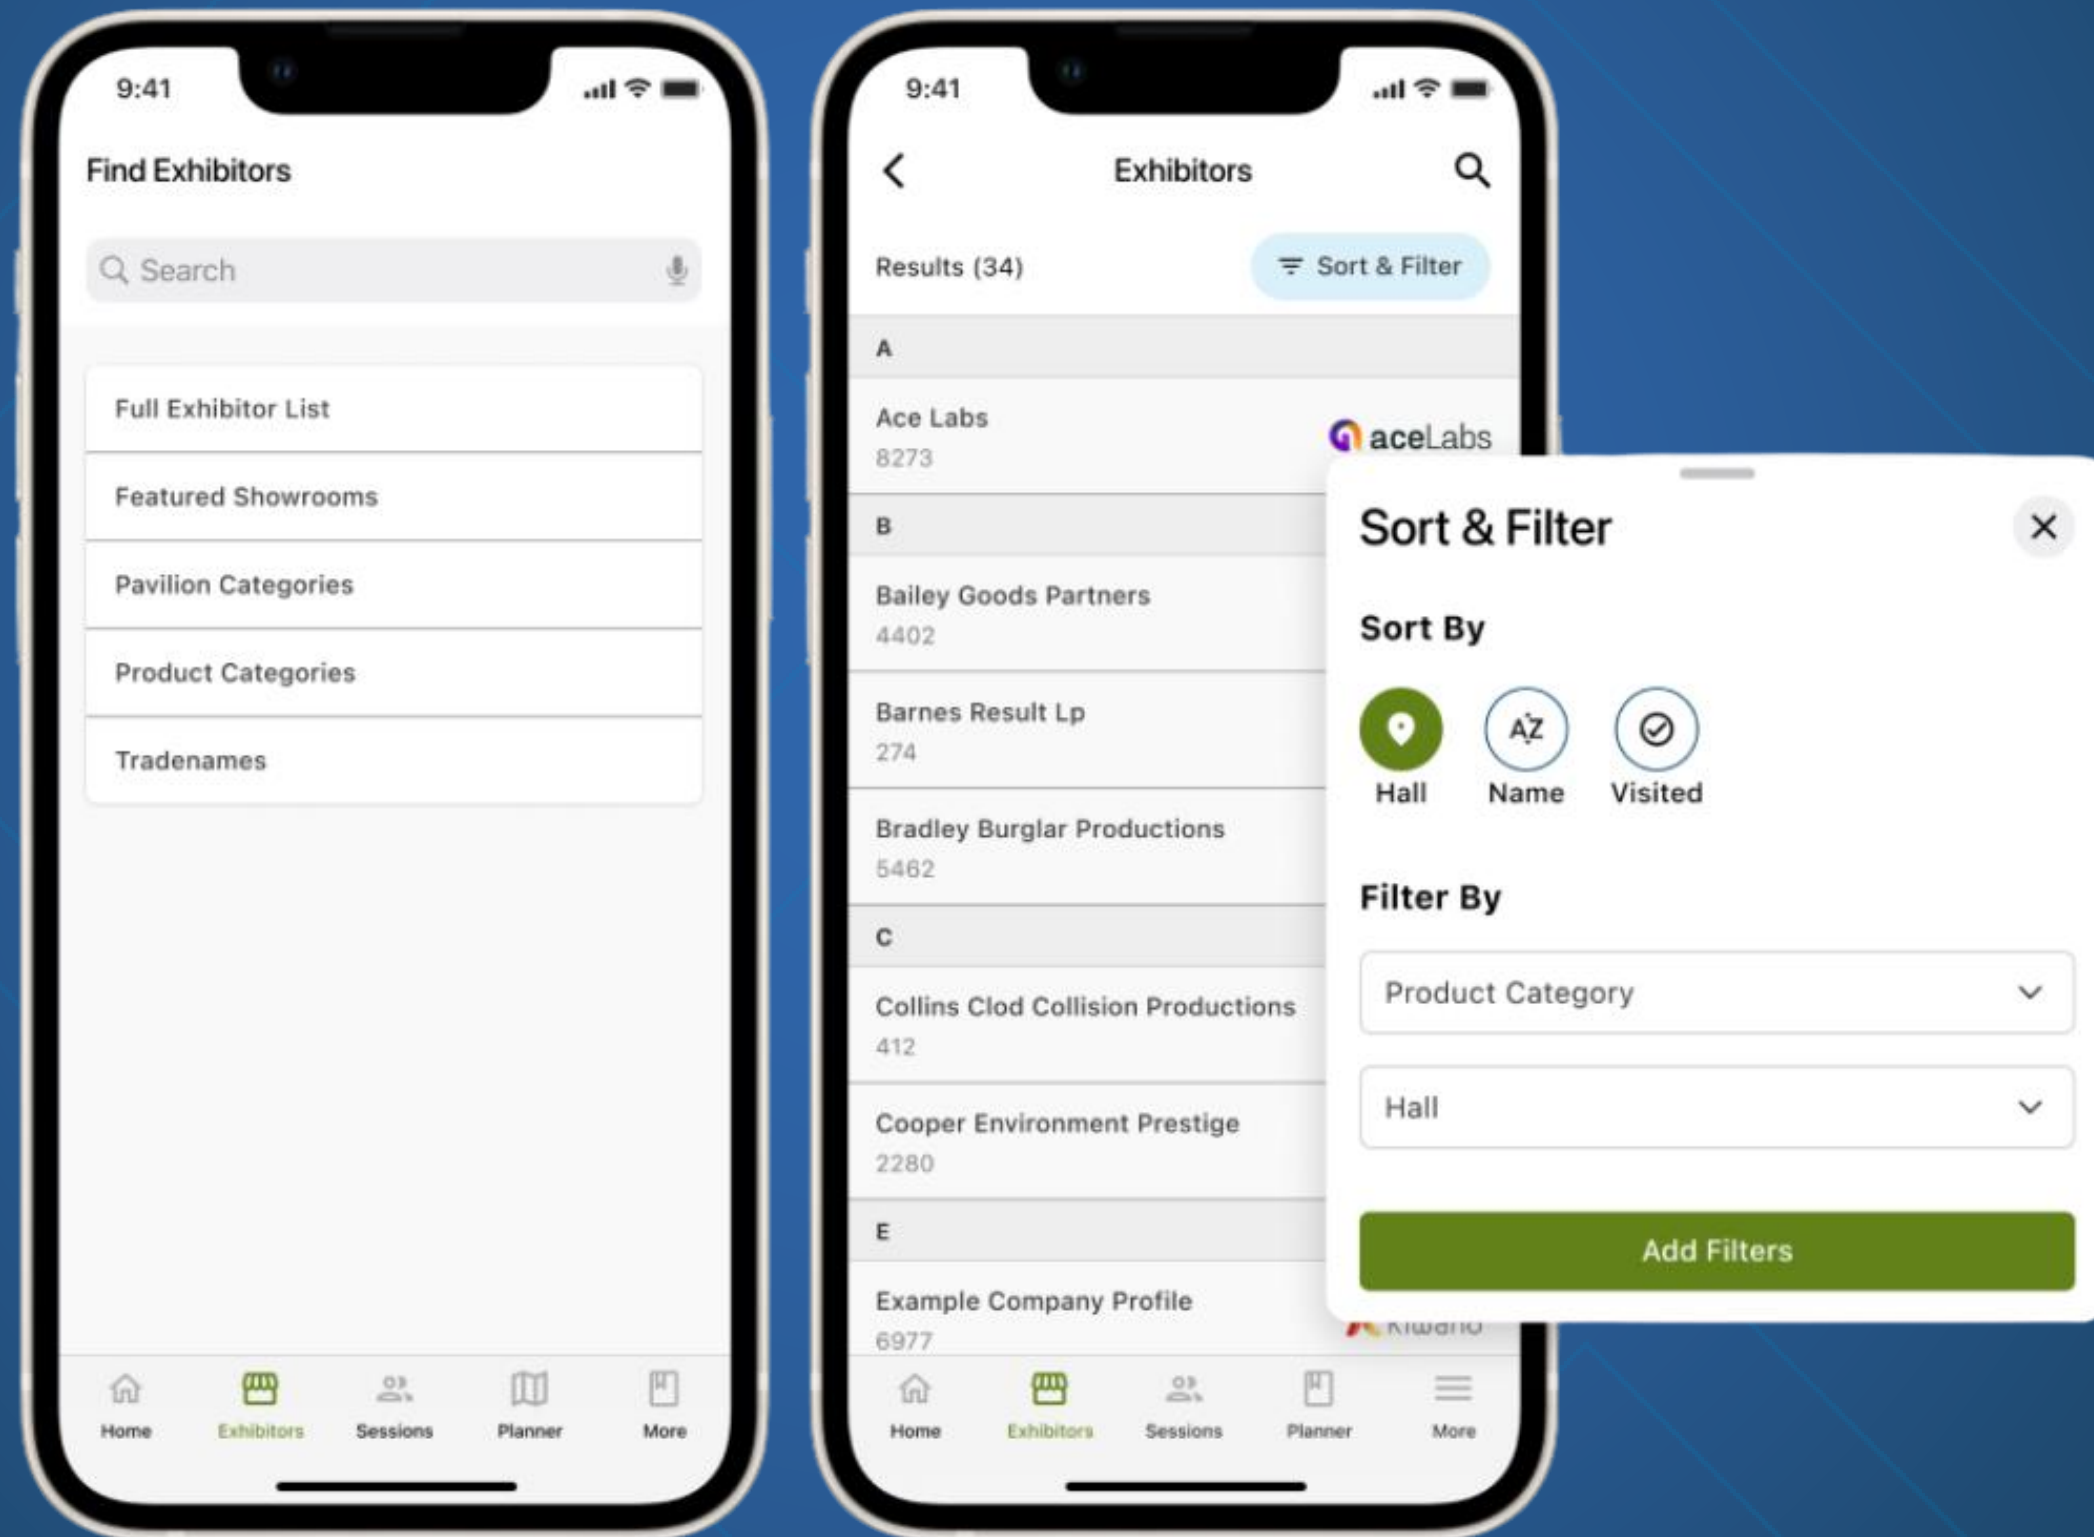 9:41
Find Exhibitors
Search
Full Exhibitor List
Featured Showrooms
Pavilion Categories
Product Categories
Tradenames
Home
Exhibitors
Sessions
Planner
More
9:41
Exhibitors
Results (34)
Sort & Filter
A
Ace Labs
8273
aceLabs
B
Bailey Goods Partners
4402
Barnes Result Lp
274
Bradley Burglar Productions
5462
C
Collins Clod Collision Productions
412
Cooper Environment Prestige
2280
E
Example Company Profile
6977
Kiwano
Home
Exhibitors
Sessions
Planner
More
Sort & Filter
Sort By
AZ
Hall
Name
Visited
Filter By
Product Category
Hall
Add Filters